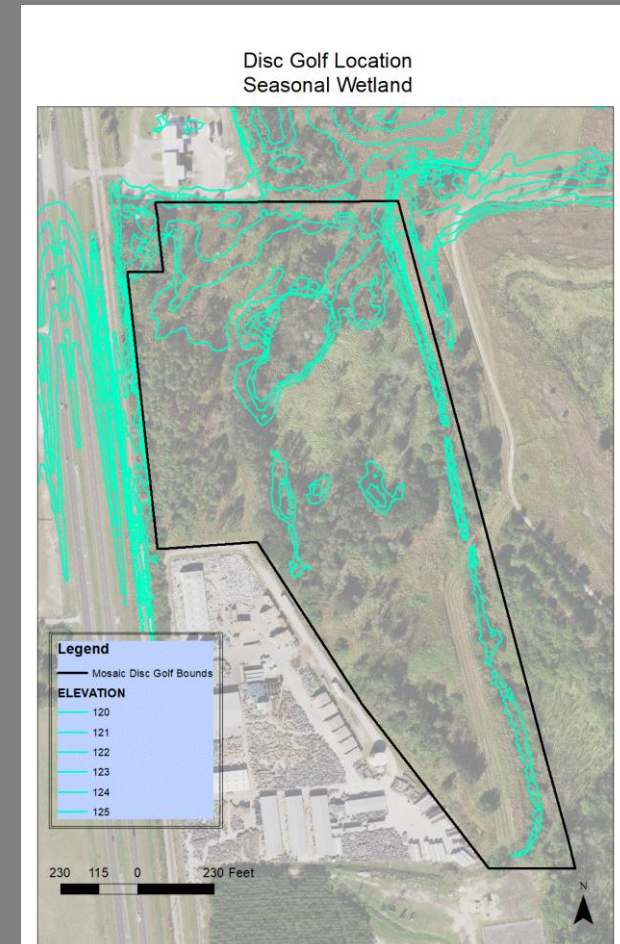 Disc Golf Location
Seasonal Wetland
Legend
Mosaic Disc Golf Bounds
ELEVATION
120
121
122
123
124
125
230 115 0 230 Feet
N